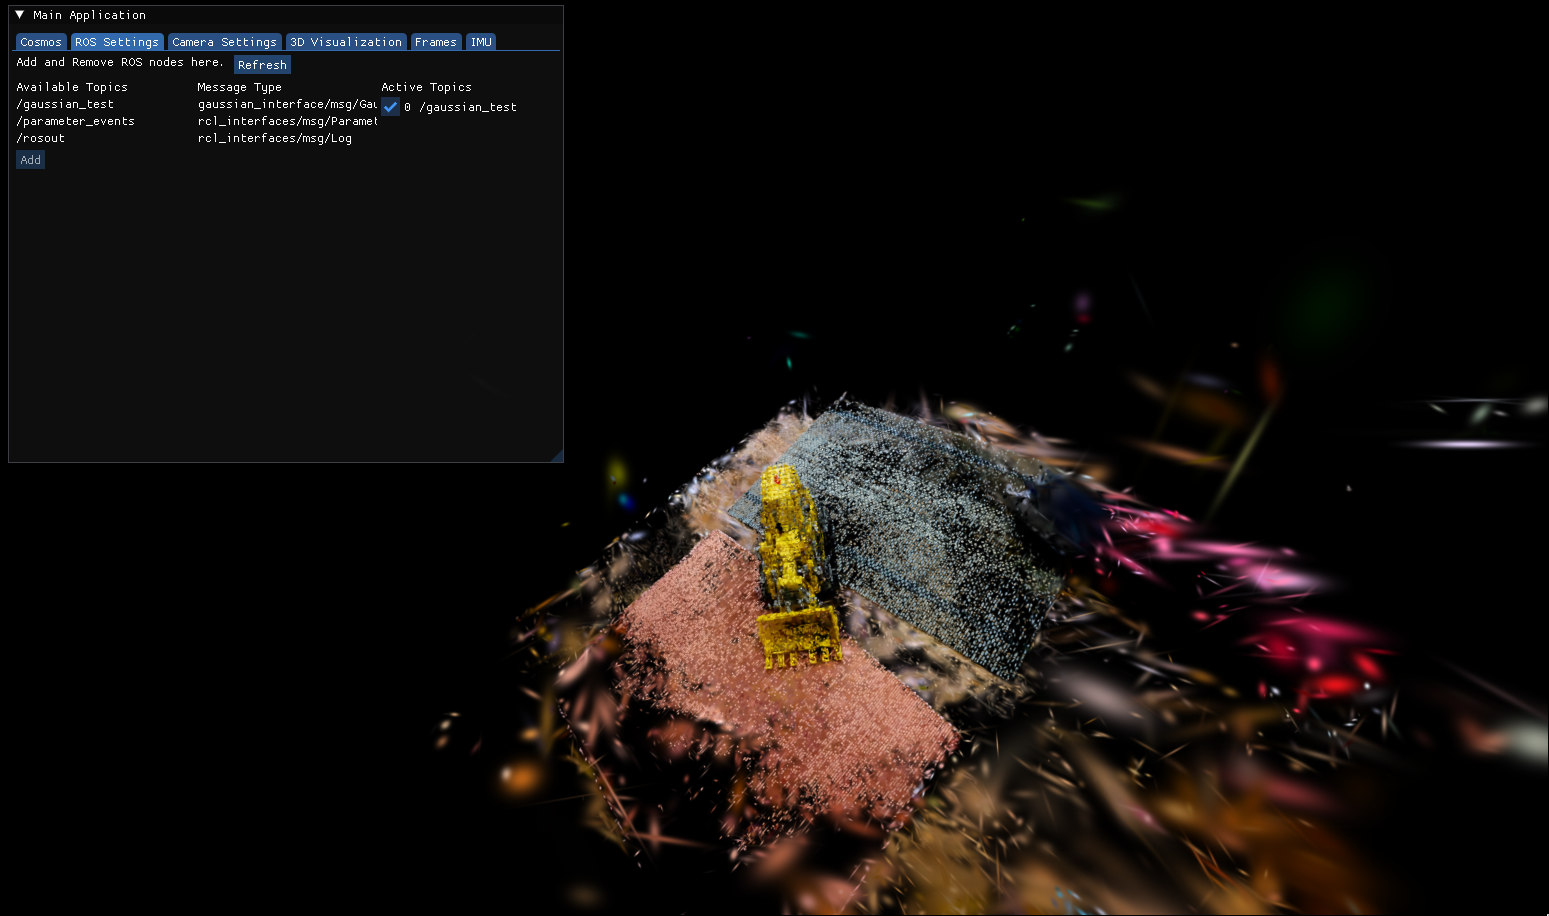 Main Application
Cosmos ROS Settings Camera Settings 3D Visualization Frames IMU
Add and Remove ROS nodes here. Refresh
Available Topics Message Type Active Topics
/gaussian_test gaussian_interface/msg/Gau 0 /gaussian_test
/parameter_events rcl_interfaces/msg/Paramet
/rosout rcl_interfaces/msg/Log
Add